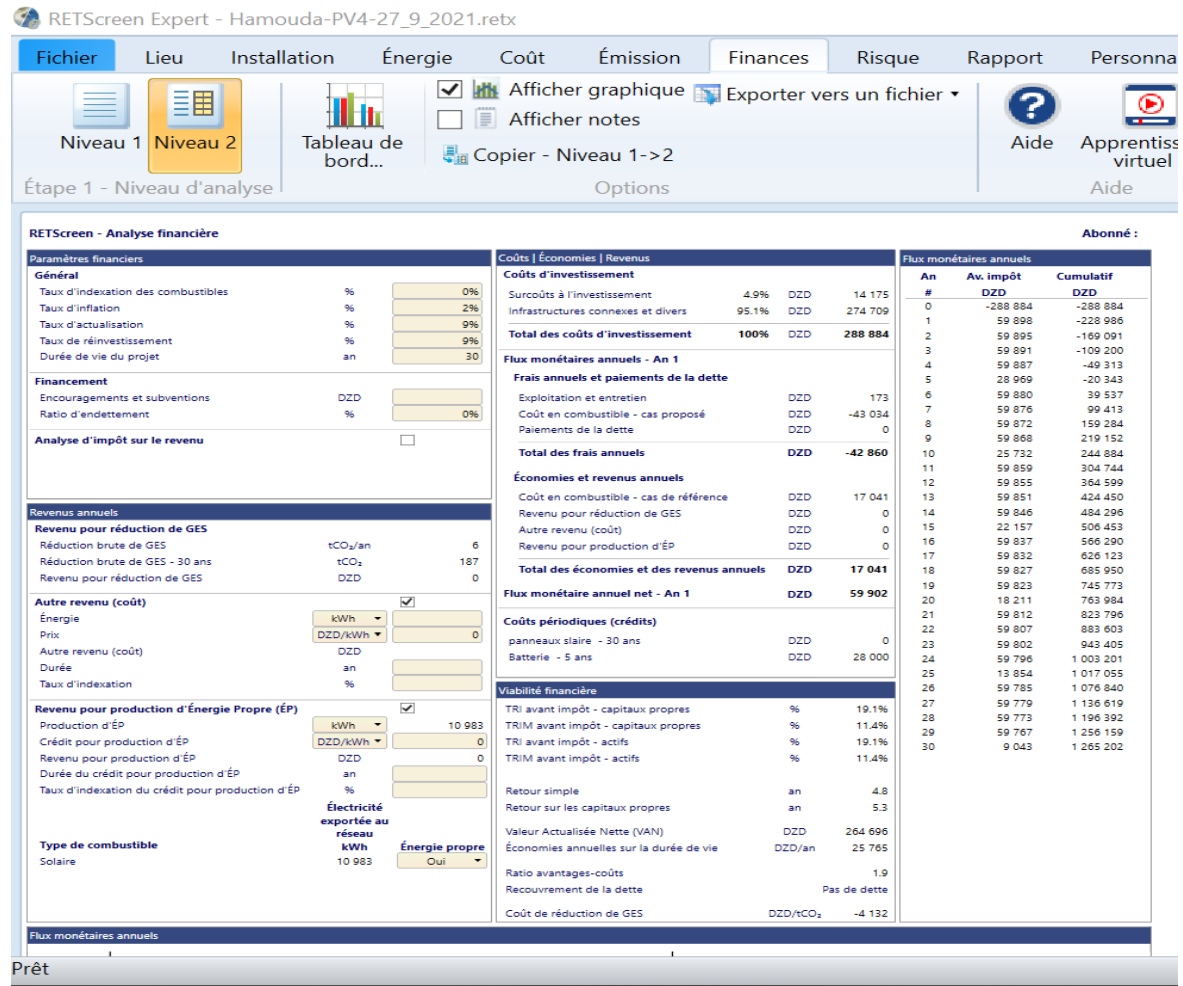 RETScreen Expert - Hamouda-PV4-27_9_2021.retx
Fichier Lieu Installation Énergie Coût Émission Finances Risque Rapport Personna
Niveau 1 Niveau 2
Étape 1 - Niveau d'analyse
Tableau de
bord...
Afficher graphique
Afficher notes
Copier - Niveau 1->2
Exporter vers un fichier
Options
Aide
Apprentiss
virtuel
Aide
RETScreen - Analyse financière
Abonné :
Paramètres financiers
Général
Taux d'indexation des combustibles % 0%
Taux d'inflation % 2%
Taux d'actualisation % 9%
Taux de réinvestissement % 9%
Durée de vie du projet an 30
Financement
Encouragements et subventions DZD
Ratio d'endettement % 0%
Analyse d'impôt sur le revenu
Revenus annuels
Revenu pour réduction de GES
Réduction brute de GES tCO₂/an 6
Réduction brute de GES - 30 ans tCO₂ 187
Revenu pour réduction de GES DZD 0
Autre revenu (coût)
Énergie kWh
Prix DZD/kWh 0
Autre revenu (coût) DZD
Durée an
Taux d'indexation %
Revenu pour production d'Énergie Propre (ÉP)
Production d'ÉP kWh 10 983
Crédit pour production d'ÉP DZD/kWh 0
Revenu pour production d'ÉP DZD 0
Durée du crédit pour production d'ÉP an
Taux d'indexation du crédit pour production d'ÉP %
Électricité
exportée au
réseau
Type de combustible kWh Énergie propre
Solaire 10 983 Oui
Coûts | Économies | Revenus
Coûts d'investissement
Surcoûts à l'investissement 4.9% DZD 14 175
Infrastructures connexes et divers 95.1% DZD 274 709
Total des coûts d'investissement 100% DZD 288 884
Flux monétaires annuels - An 1
Frais annuels et paiements de la dette
Exploitation et entretien DZD 173
Coût en combustible - cas proposé DZD -43 034
Paiements de la dette DZD 0
Total des frais annuels DZD -42 860
Économies et revenus annuels
Coût en combustible - cas de référence DZD 17 041
Revenu pour réduction de GES DZD 0
Autre revenu (coût) DZD 0
Revenu pour production d'ÉP DZD 0
Total des économies et des revenus annuels DZD 17 041
Flux monétaire annuel net - An 1 DZD 59 902
Coûts périodiques (crédits)
panneaux slaire - 30 ans DZD 0
Batterie - 5 ans DZD 28 000
Viabilité financière
TRI avant impôt - capitaux propres % 19.1%
TRIM avant impôt - capitaux propres % 11.4%
TRI avant impôt - actifs % 19.1%
TRIM avant impôt - actifs % 11.4%
Retour simple an 4.8
Retour sur les capitaux propres an 5.3
Valeur Actualisée Nette (VAN) DZD 264 696
Économies annuelles sur la durée de vie DZD/an 25 765
Ratio avantages-coûts 1.9
Recouvrement de la dette Pas de dette
Coût de réduction de GES DZD/tCO₂ -4 132
Flux monétaires annuels
An Av. impôt Cumulatif
# DZD DZD
0 -288 884 -288 884
1 59 898 -228 986
2 59 895 -169 091
3 59 891 -109 200
4 59 887 -49 313
5 28 969 -20 343
6 59 880 39 537
7 59 876 99 413
8 59 872 159 284
9 59 868 219 152
10 25 732 244 884
11 59 859 304 744
12 59 855 364 599
13 59 851 424 450
14 59 846 484 296
15 22 157 506 453
16 59 837 566 290
17 59 832 626 123
18 59 827 685 950
19 59 823 745 773
20 18 211 763 984
21 59 812 823 796
22 59 807 883 603
23 59 802 943 405
24 59 796 1 003 201
25 13 854 1 017 055
26 59 785 1 076 840
27 59 779 1 136 619
28 59 773 1 196 392
29 59 767 1 256 159
30 9 043 1 265 202
Flux monétaires annuels
Prêt